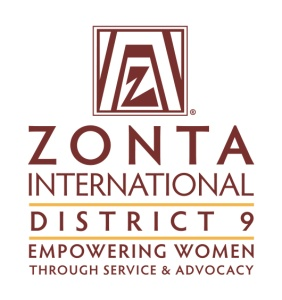 Z
®
ZONTA
INTERNATIONAL
DISTRICT 9
EMPOWERING WOMEN
THROUGH SERVICE & ADVOCACY